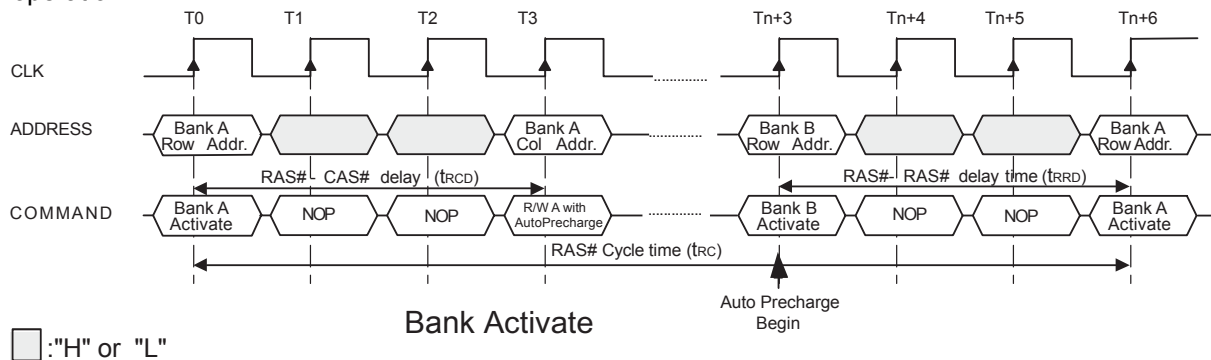 T0 T1 T2 T3 Tn+3 Tn+4 Tn+5 Tn+6
CLK
ADDRESS
Bank A
Row Addr.
Bank A
Col Addr.
Bank B
Row Addr.
Bank A
Row Addr.
RAS# - CAS# delay (tRCD)
RAS# - RAS# delay time (tRRD)
COMMAND
Bank A
Activate
NOP
NOP
R/W A with
AutoPrecharge
Bank B
Activate
NOP
NOP
Bank A
Activate
RAS# Cycle time (tRC)
Auto Precharge
Begin
Bank Activate
:"H" or "L"